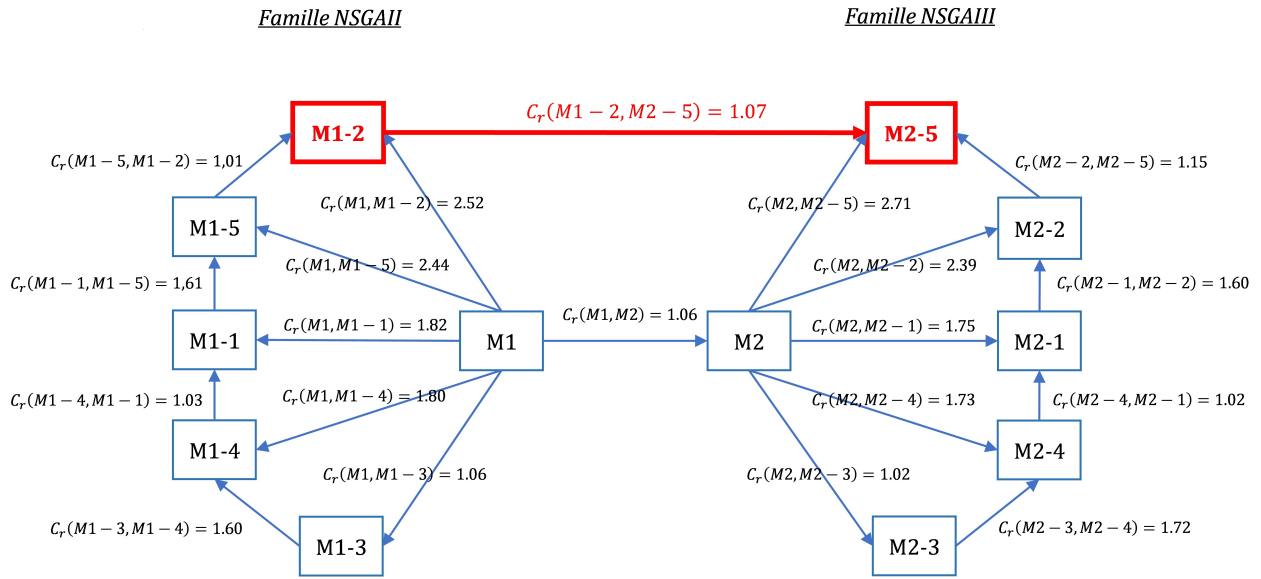 Famille NSGAII
Famille NSGAIII
C_r(M1 − 2, M2 − 5) = 1.07
M1-2
M2-5
C_r(M1 − 5, M1 − 2) = 1,01
C_r(M2 − 2, M2 − 5) = 1.15
C_r(M1, M1 − 2) = 2.52
C_r(M2, M2 − 5) = 2.71
M1-5
M2-2
C_r(M1, M1 − 5) = 2.44
C_r(M2, M2 − 2) = 2.39
C_r(M1 − 1, M1 − 5) = 1,61
C_r(M2 − 1, M2 − 2) = 1.60
C_r(M1, M2) = 1.06
C_r(M1, M1 − 1) = 1.82
C_r(M2, M2 − 1) = 1.75
M1-1
M1
M2
M2-1
C_r(M1, M1 − 4) = 1.80
C_r(M2, M2 − 4) = 1.73
C_r(M1 − 4, M1 − 1) = 1.03
C_r(M2 − 4, M2 − 1) = 1.02
M1-4
M2-4
C_r(M1, M1 − 3) = 1.06
C_r(M2, M2 − 3) = 1.02
C_r(M1 − 3, M1 − 4) = 1.60
C_r(M2 − 3, M2 − 4) = 1.72
M1-3
M2-3